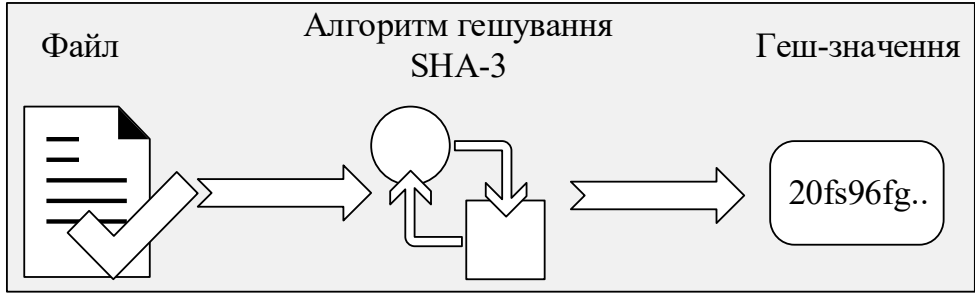 Файл
Алгоритм гешування
SHA-3
Геш-значення
20fs96fg..